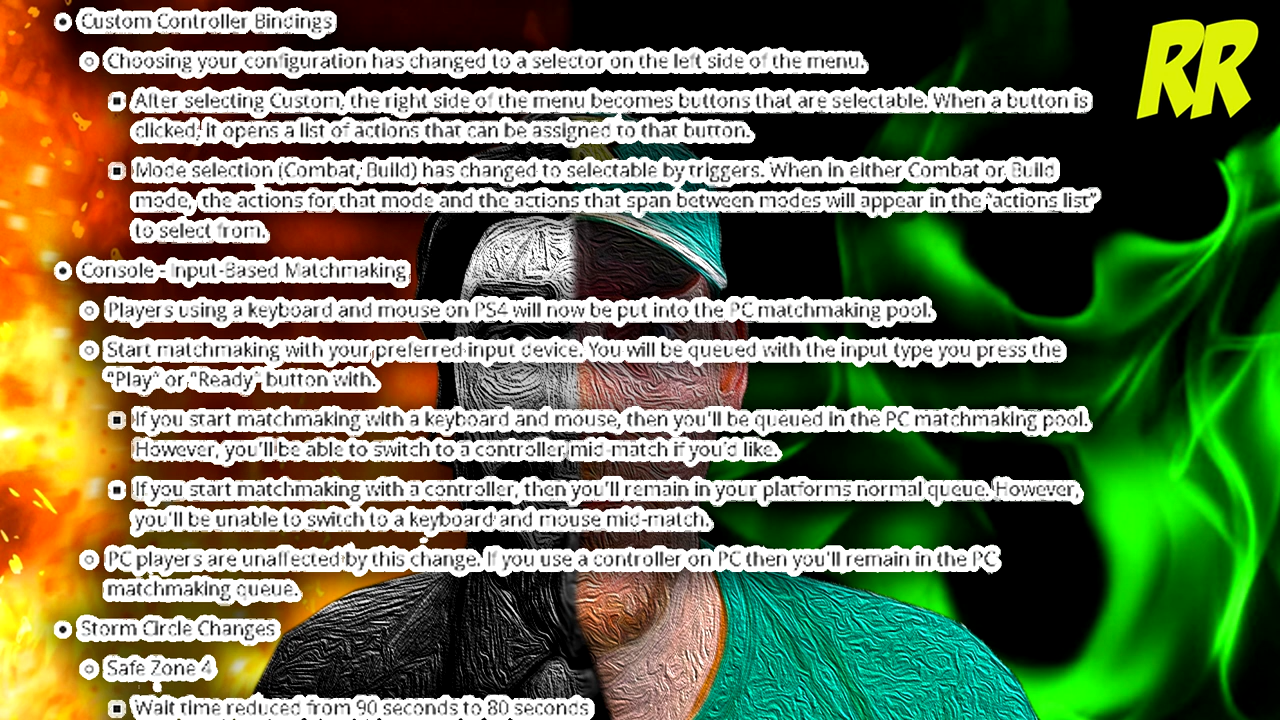 Custom Controller Bindings
RR
Choosing your configuration has changed to a selector on the left side of the menu.
After selecting Custom, the right side of the menu becomes buttons that are selectable. When a button is
clicked, it opens a list of actions that can be assigned to that button.
Mode selection (Combat, Build) has changed to selectable by triggers. When in either Combat or Build
mode, the actions for that mode and the actions that span between modes will appear in the "actions list"
to select from.
Console - Input-Based Matchmaking
Players using a keyboard and mouse on PS4 will now be put into the PC matchmaking pool.
Start matchmaking with your preferred input device. You will be queued with the input type you press the
"Play" or "Ready" button with.
If you start matchmaking with a keyboard and mouse, then you'll be queued in the PC matchmaking pool.
However, you'll be able to switch to a controller mid-match if you'd like.
If you start matchmaking with a controller, then you'll remain in your platforms normal queue. However,
you'll be unable to switch to a keyboard and mouse mid-match.
PC players are unaffected by this change. If you use a controller on PC then you'll remain in the PC
matchmaking queue.
Storm Circle Changes
Safe Zone 4
Wait time reduced from 90 seconds to 80 seconds